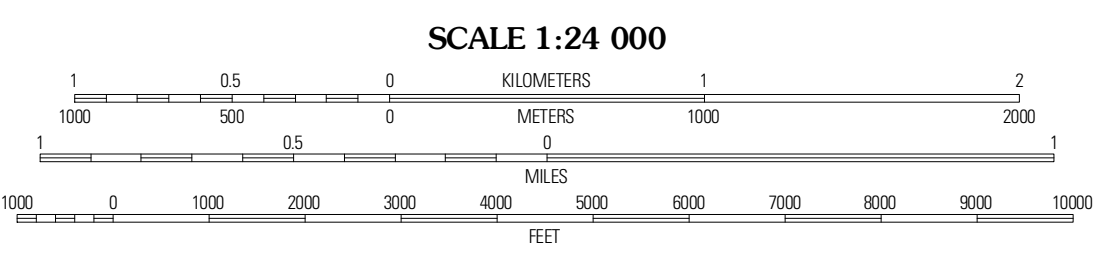 SCALE 1:24 000
1 0.5 0 KILOMETERS 1 2
1000 500 0 METERS 1000 2000
1 0.5 0 1
MILES
1000 0 1000 2000 3000 4000 5000 6000 7000 8000 9000 10000
FEET